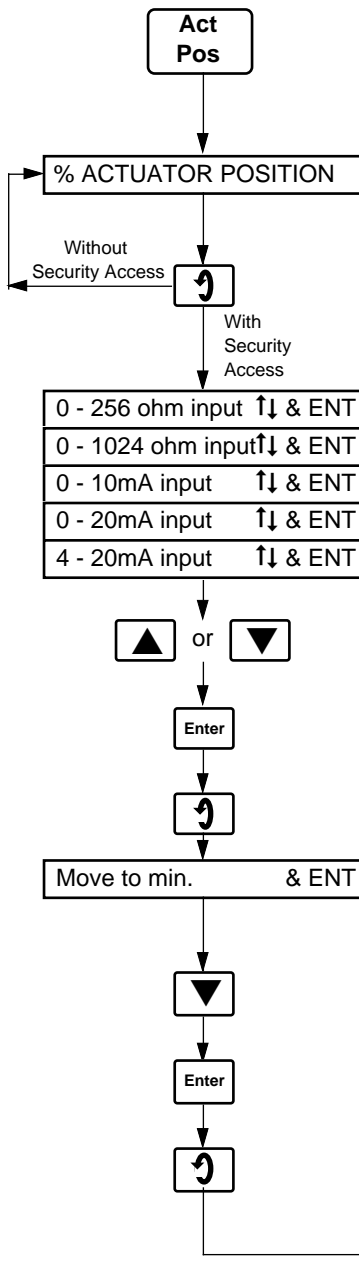 Act
Pos
% ACTUATOR POSITION
Without
Security Access
With
Security
Access
0 - 256 ohm input ↑↓ & ENT
0 - 1024 ohm input↑↓ & ENT
0 - 10mA input ↑↓ & ENT
0 - 20mA input ↑↓ & ENT
4 - 20mA input ↑↓ & ENT
▲ or ▼
Enter
Move to min. & ENT
▼
Enter